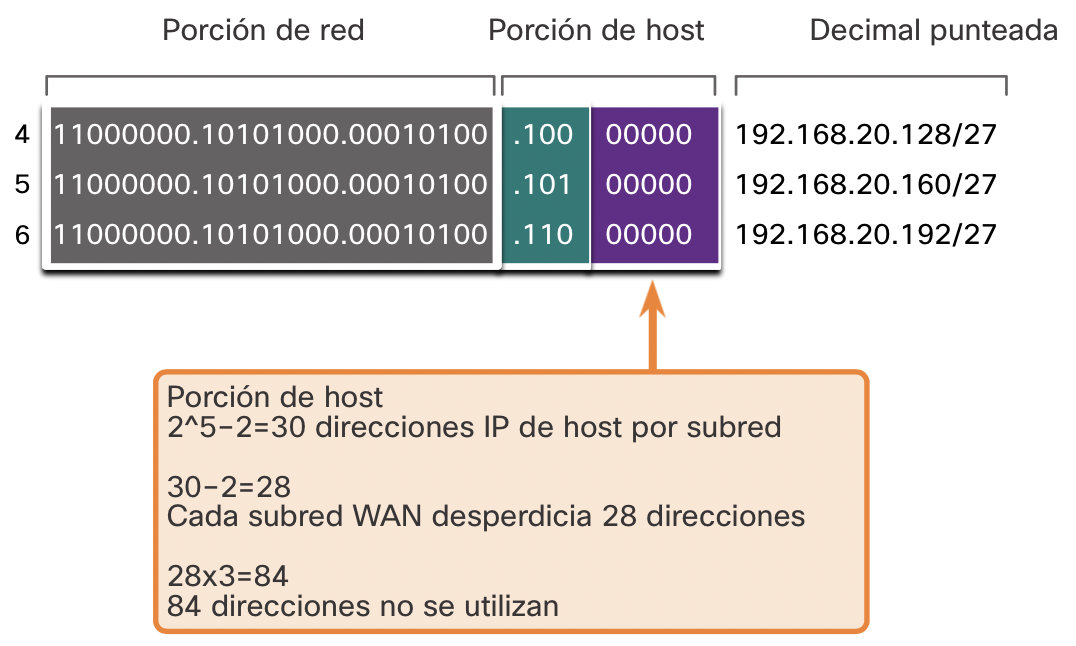 Porción de red Porción de host Decimal punteada
4 11000000.10101000.00010100 .100 00000 192.168.20.128/27
5 11000000.10101000.00010100 .101 00000 192.168.20.160/27
6 11000000.10101000.00010100 .110 00000 192.168.20.192/27
Porción de host
2^5−2=30 direcciones IP de host por subred
30−2=28
Cada subred WAN desperdicia 28 direcciones
28x3=84
84 direcciones no se utilizan